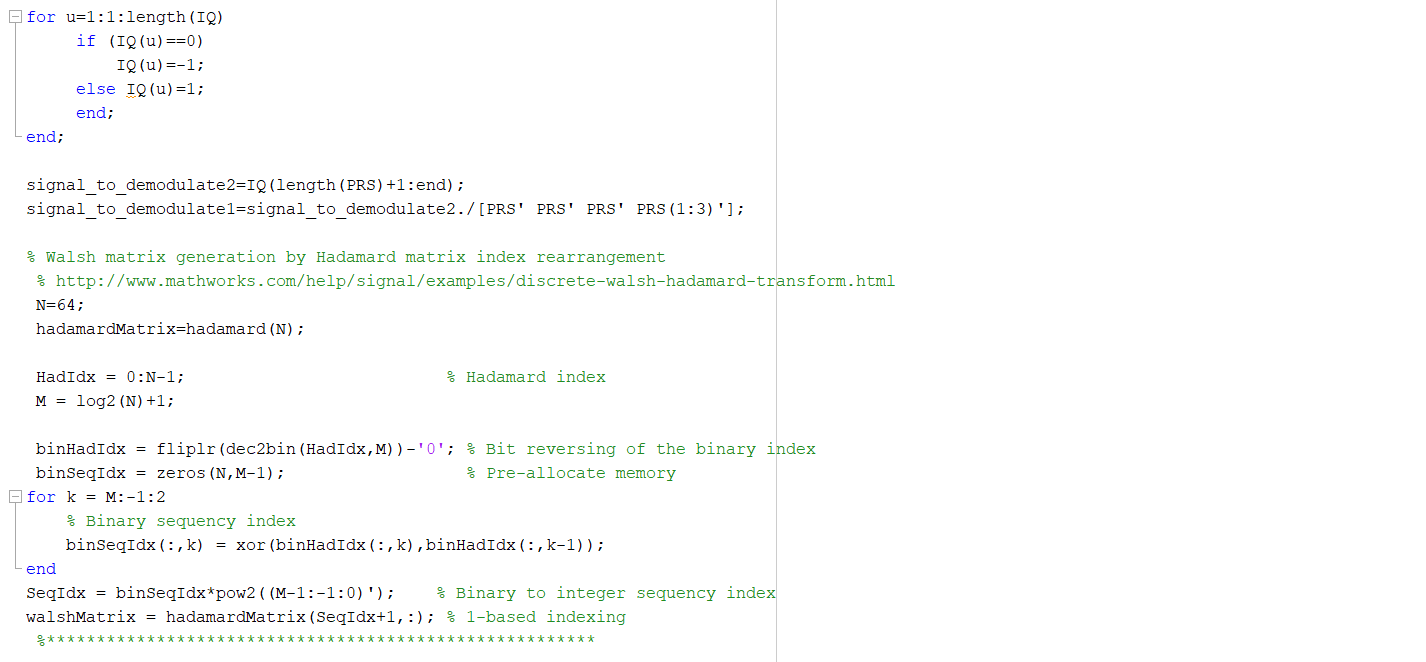 for u=1:1:length(IQ)
if (IQ(u)==0)
IQ(u)=-1;
else IQ(u)=1;
end;
end;
signal_to_demodulate2=IQ(length(PRS)+1:end);
signal_to_demodulate1=signal_to_demodulate2./[PRS' PRS' PRS' PRS(1:3)'];
% Walsh matrix generation by Hadamard matrix index rearrangement
% http://www.mathworks.com/help/signal/examples/discrete-walsh-hadamard-transform.html
N=64;
hadamardMatrix=hadamard(N);
HadIdx = 0:N-1; % Hadamard index
M = log2(N)+1;
binHadIdx = fliplr(dec2bin(HadIdx,M))-'0'; % Bit reversing of the binary index
binSeqIdx = zeros(N,M-1); % Pre-allocate memory
for k = M:-1:2
% Binary sequency index
binSeqIdx(:,k) = xor(binHadIdx(:,k),binHadIdx(:,k-1));
end
SeqIdx = binSeqIdx*pow2((M-1:-1:0)'); % Binary to integer sequency index
walshMatrix = hadamardMatrix(SeqIdx+1,:); % 1-based indexing
%*******************************************************